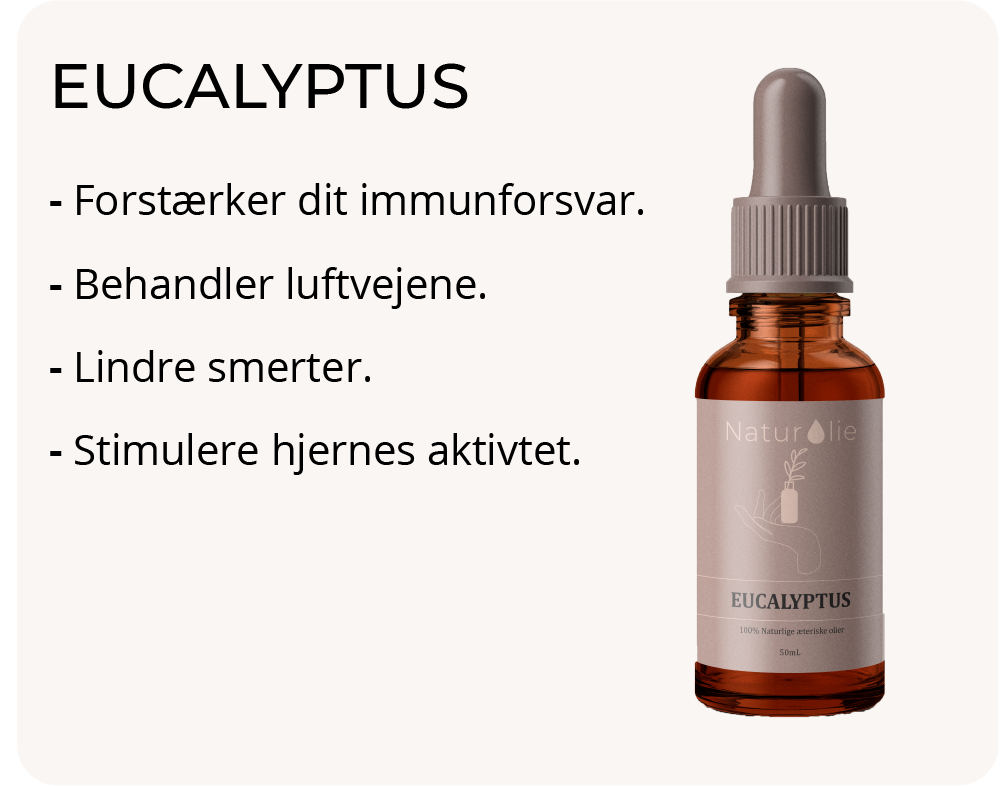 EUCALYPTUS
- Forstærker dit immunforsvar.
- Behandler luftvejene.
- Lindre smerter.
- Stimulere hjernes aktivtet.
Naturolie
EUCALYPTUS
100% Naturlige æteriske olier
50mL